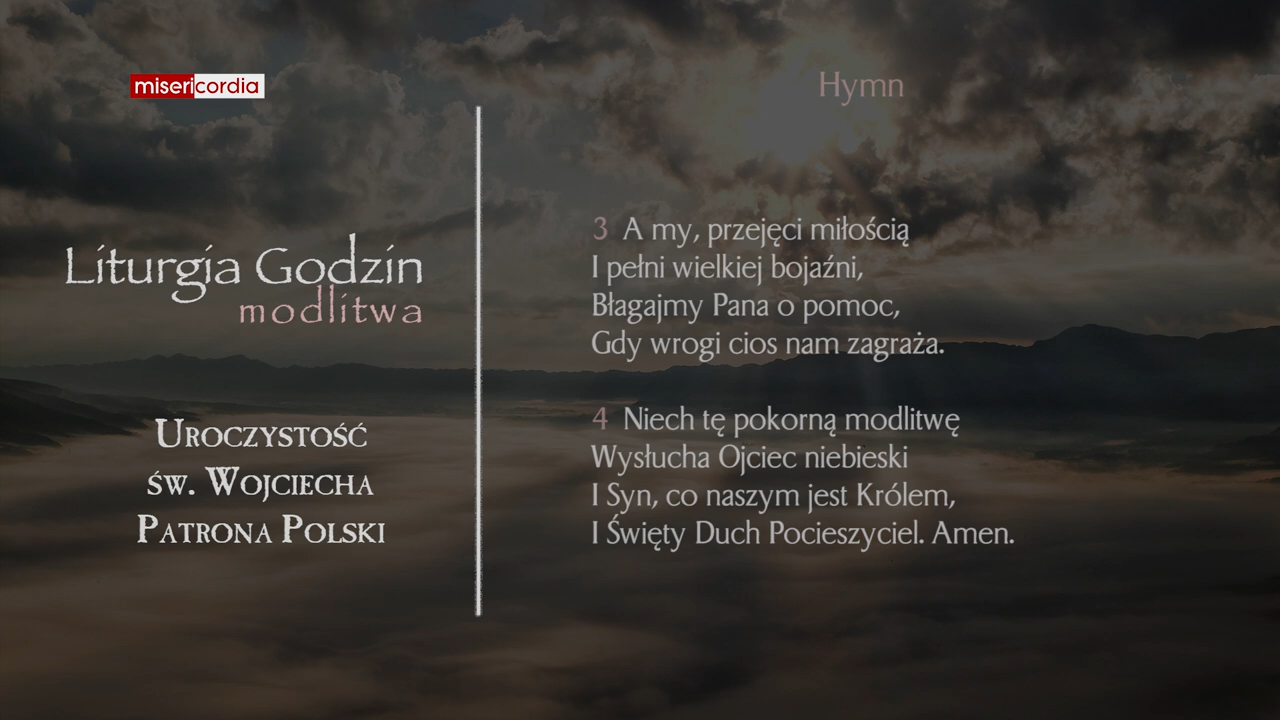 misericordia
Liturgia Godzin
modlitwa
Uroczystość
św. Wojciecha
Patrona Polski
Hymn
3 A my, przejęci miłością
I pełni wielkiej bojaźni,
Błagajmy Pana o pomoc,
Gdy wrogi cios nam zagraża.
4 Niech tę pokorną modlitwę
Wysłucha Ojciec niebieski
I Syn, co naszym jest Królem,
I Święty Duch Pocieszyciel. Amen.